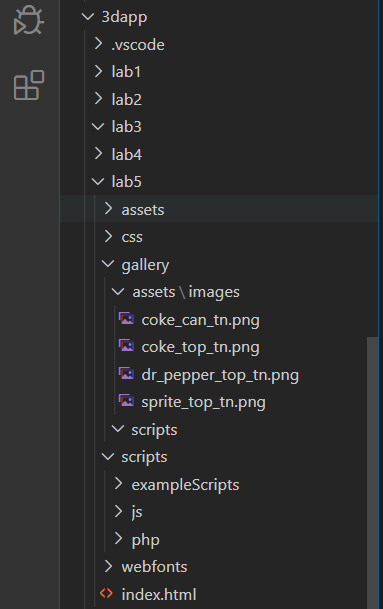 3dapp
.vscode
lab1
lab2
lab3
lab4
lab5
assets
css
gallery
assets\images
coke_can_tn.png
coke_top_tn.png
dr_pepper_top_tn.png
sprite_top_tn.png
scripts
scripts
exampleScripts
js
php
webfonts
index.html